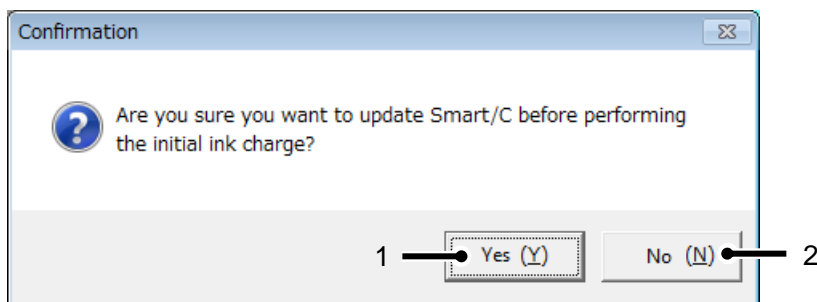 Confirmation
Are you sure you want to update Smart/C before performing
the initial ink charge?
1 Yes (Y) No (N) 2